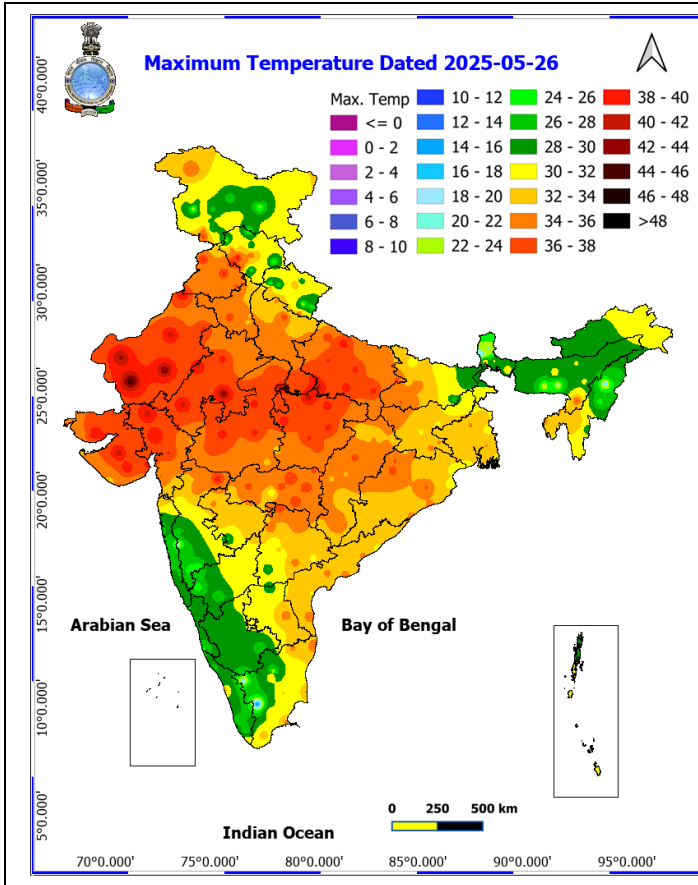 Maximum Temperature Dated 2025-05-26
Max. Temp
<= 0
0 - 2
2 - 4
4 - 6
6 - 8
8 - 10
10 - 12
12 - 14
14 - 16
16 - 18
18 - 20
20 - 22
22 - 24
24 - 26
26 - 28
28 - 30
30 - 32
32 - 34
34 - 36
36 - 38
38 - 40
40 - 42
42 - 44
44 - 46
46 - 48
>48
40°0.000'
35°0.000'
30°0.000'
25°0.000'
20°0.000'
15°0.000'
10°0.000'
5°0.000'
Arabian Sea
Bay of Bengal
Indian Ocean
0 250 500 km
70°0.000' 75°0.000' 80°0.000' 85°0.000' 90°0.000' 95°0.000'